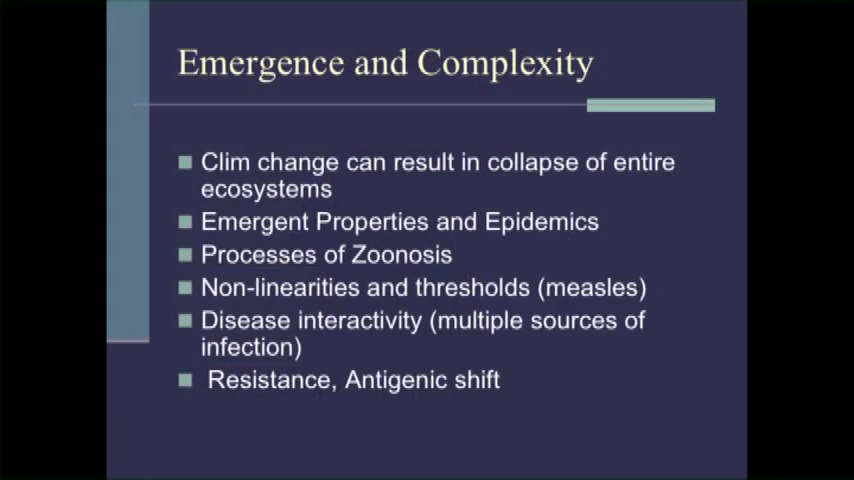 Emergence and Complexity
Clim change can result in collapse of entire
ecosystems
Emergent Properties and Epidemics
Processes of Zoonosis
Non-linearities and thresholds (measles)
Disease interactivity (multiple sources of
infection)
Resistance, Antigenic shift